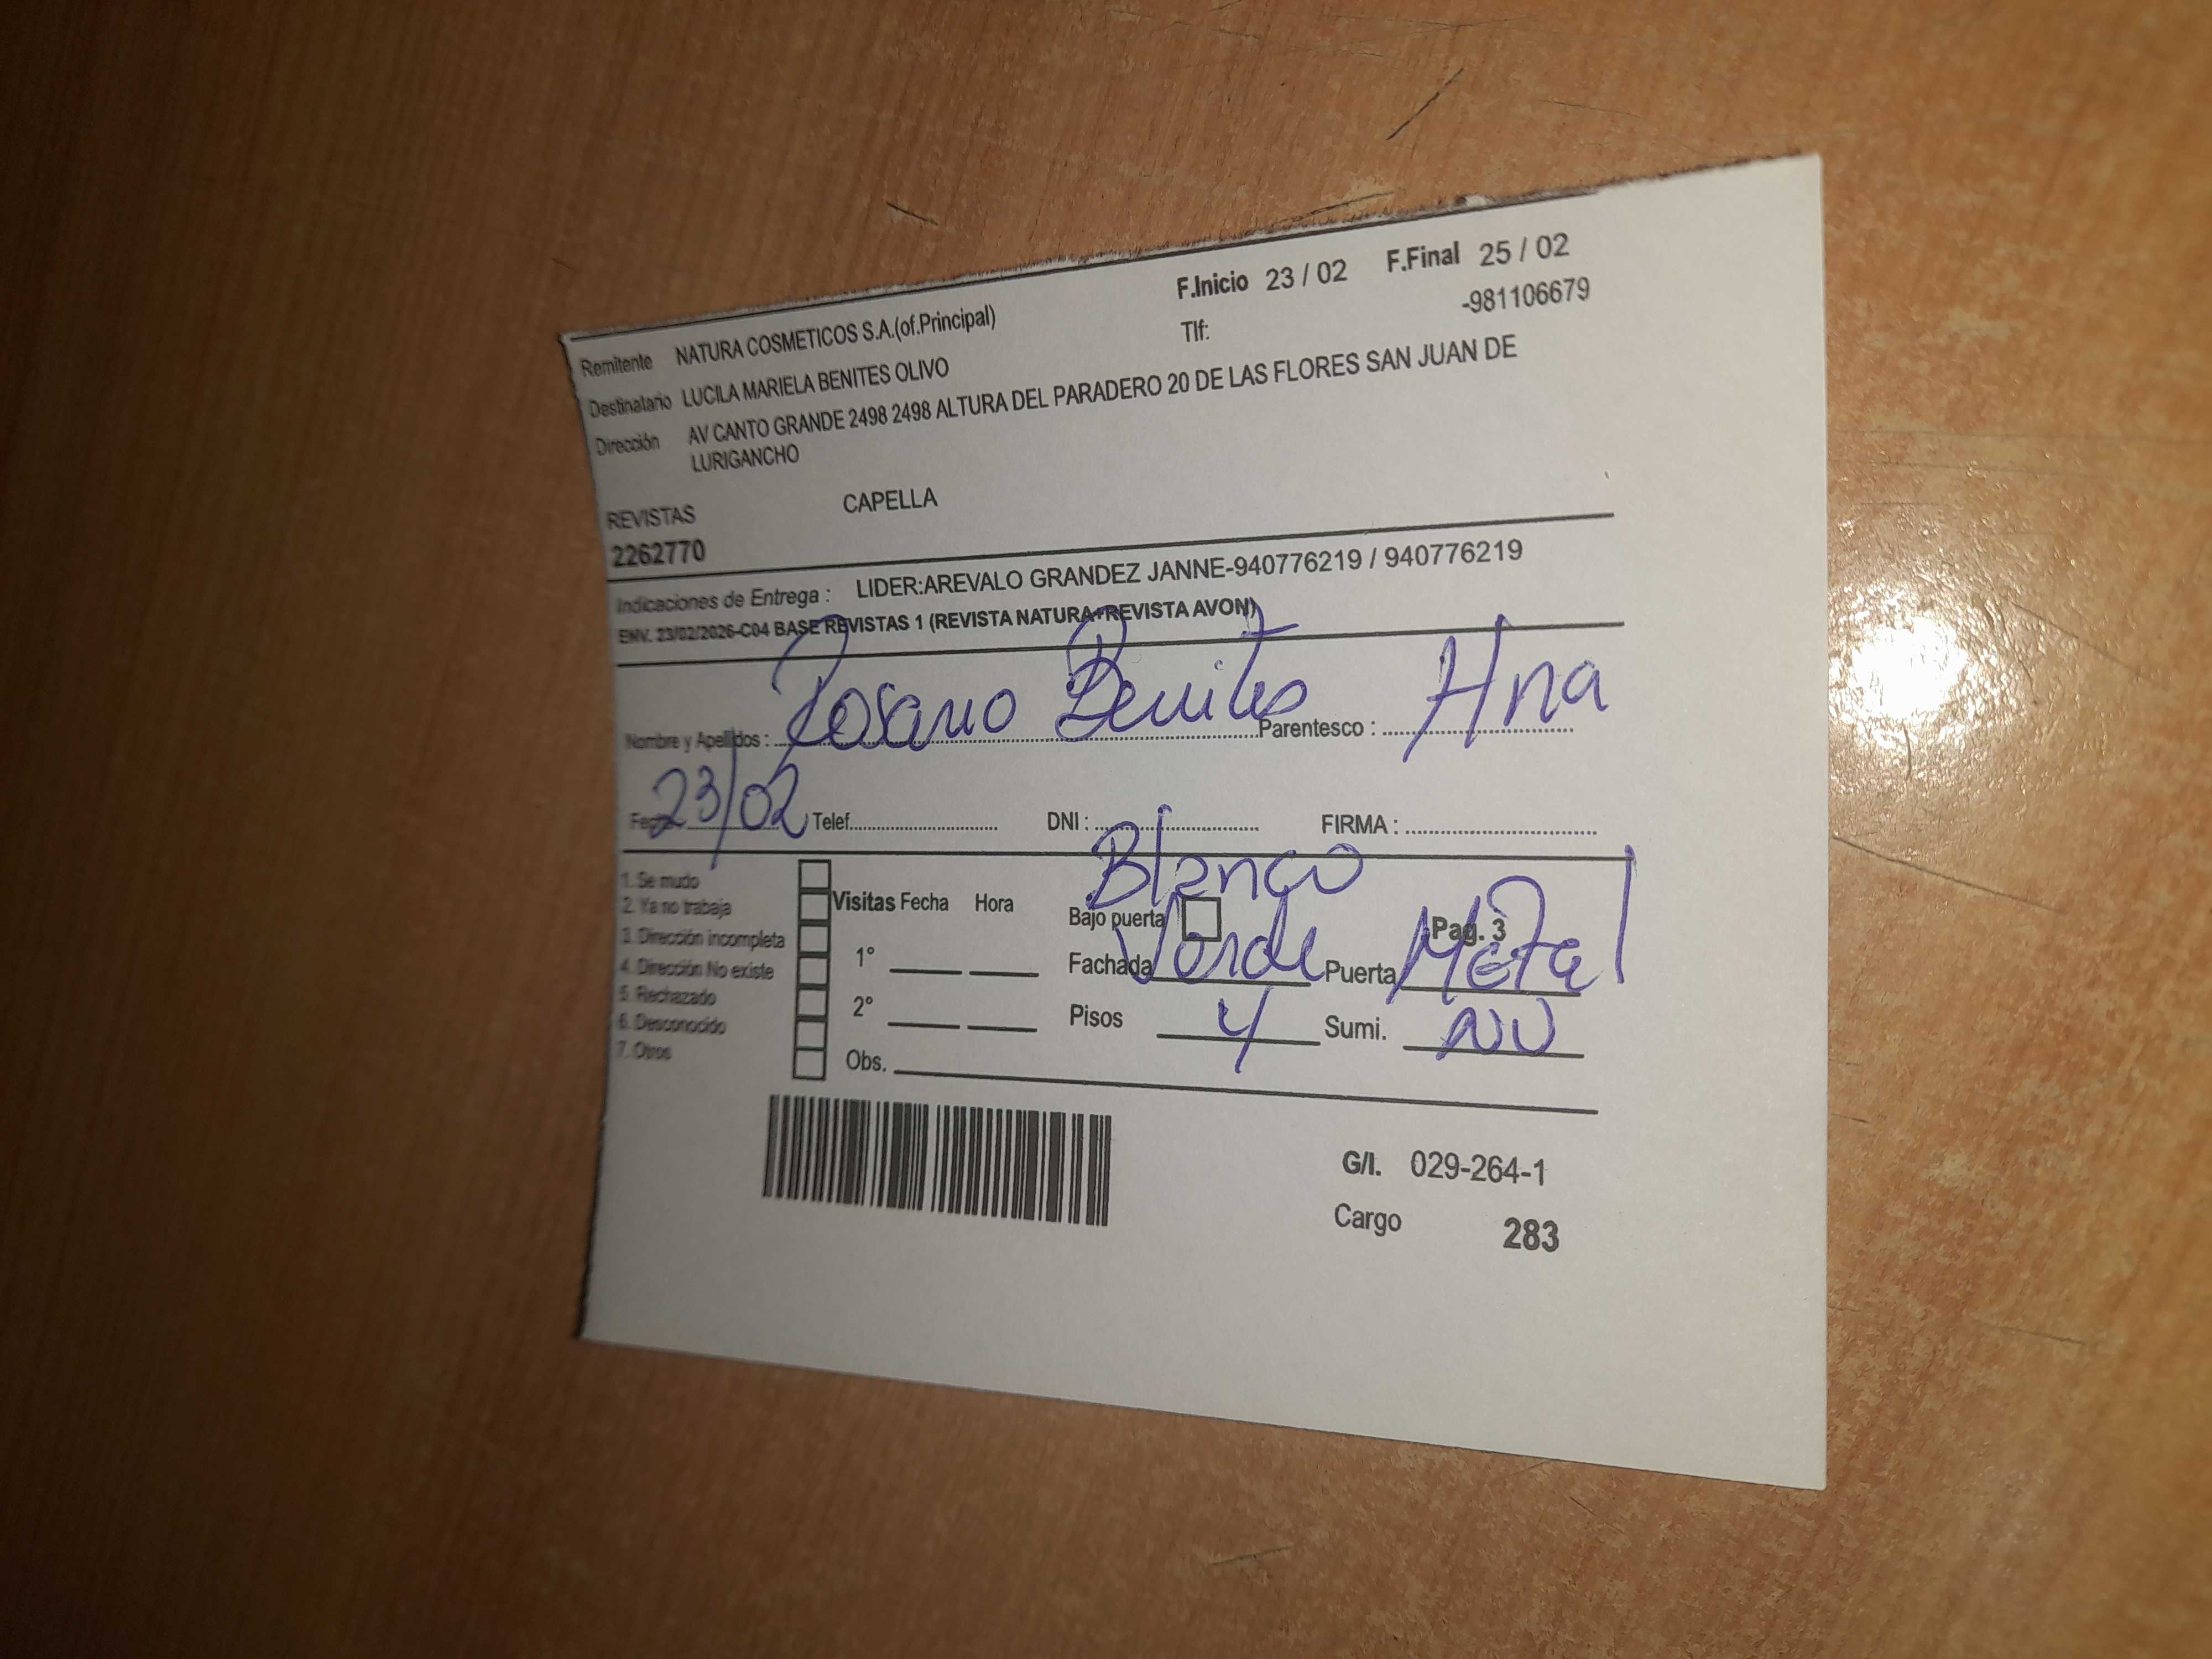 F.Inicio 23 / 02 F.Final 25 / 02
Remitente NATURA COSMETICOS S.A.(of.Principal) Tlf: -981106679
Destinatario LUCILA MARIELA BENITES OLIVO
Dirección AV CANTO GRANDE 2498 2498 ALTURA DEL PARADERO 20 DE LAS FLORES SAN JUAN DE
LURIGANCHO
REVISTAS CAPELLA
2262770
Indicaciones de Entrega : LIDER:AREVALO GRANDEZ JANNE-940776219 / 940776219
ENV. 23/02/2026-C04 BASE REVISTAS 1 (REVISTA NATURA+REVISTA AVON)
Nombre y Apellidos : Rosario Benites Parentesco : Hna
Fecha 23/02 Telef. DNI : FIRMA :
Blanco
1. Se mudo
2. Ya no trabaja
3. Dirección incompleta
4. Dirección No existe
5. Rechazado
6. Desconocido
7. Otros
Visitas Fecha Hora
1°
2°
Obs.
Bajo puerta Pag. 3
Fachada Verde Puerta Metal
Pisos 4 Sumi. NV
G/I. 029-264-1
Cargo 283